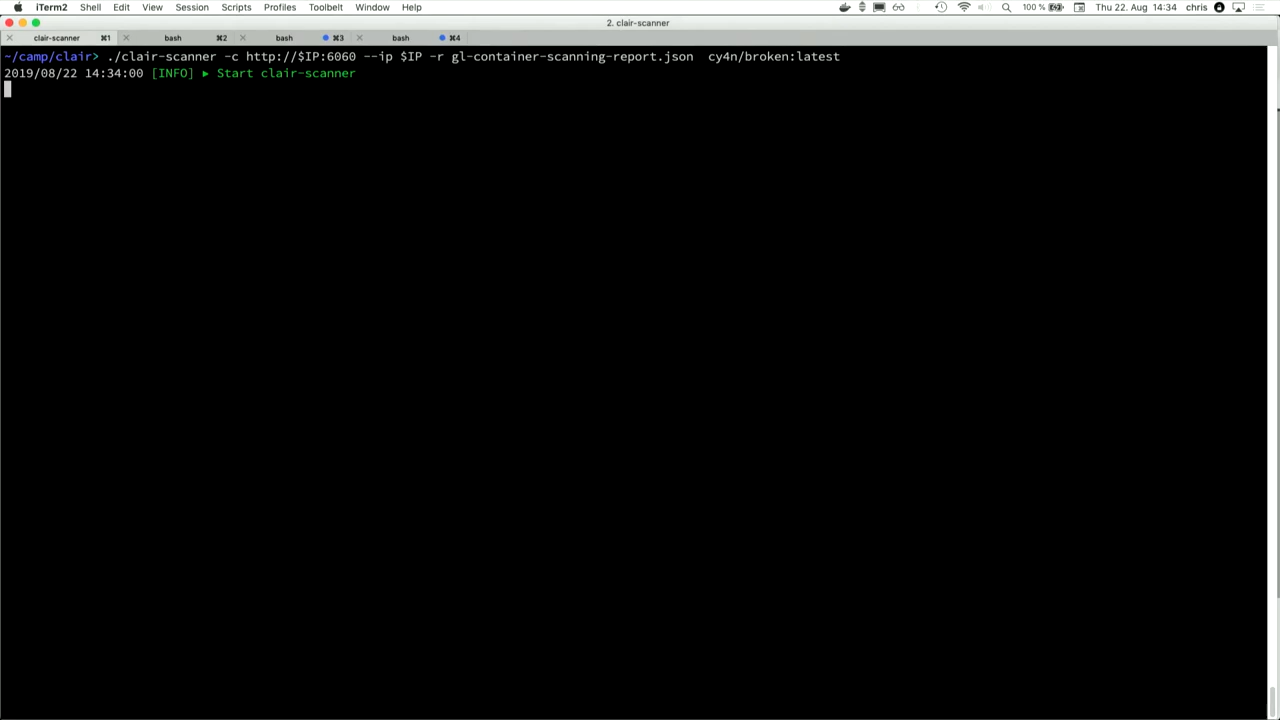 iTerm2 Shell Edit View Session Scripts Profiles Toolbelt Window Help 100 % Thu 22. Aug 14:34 chris
2. clair-scanner
clair-scanner ⌘1 bash ⌘2 bash ⌘3 bash ⌘4
~/camp/clair> ./clair-scanner -c http://$IP:6060 --ip $IP -r gl-container-scanning-report.json cy4n/broken:latest
2019/08/22 14:34:00 [INFO] ▶ Start clair-scanner